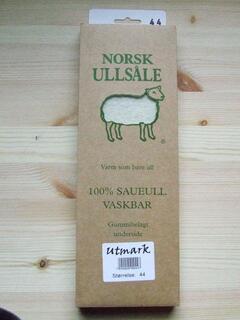 44
NORSK
ULLSÅLE
®
Varm som bare ull
100% SAUEULL
VASKBAR
Gummibelagt
underside
utmark
Størrelse: 44